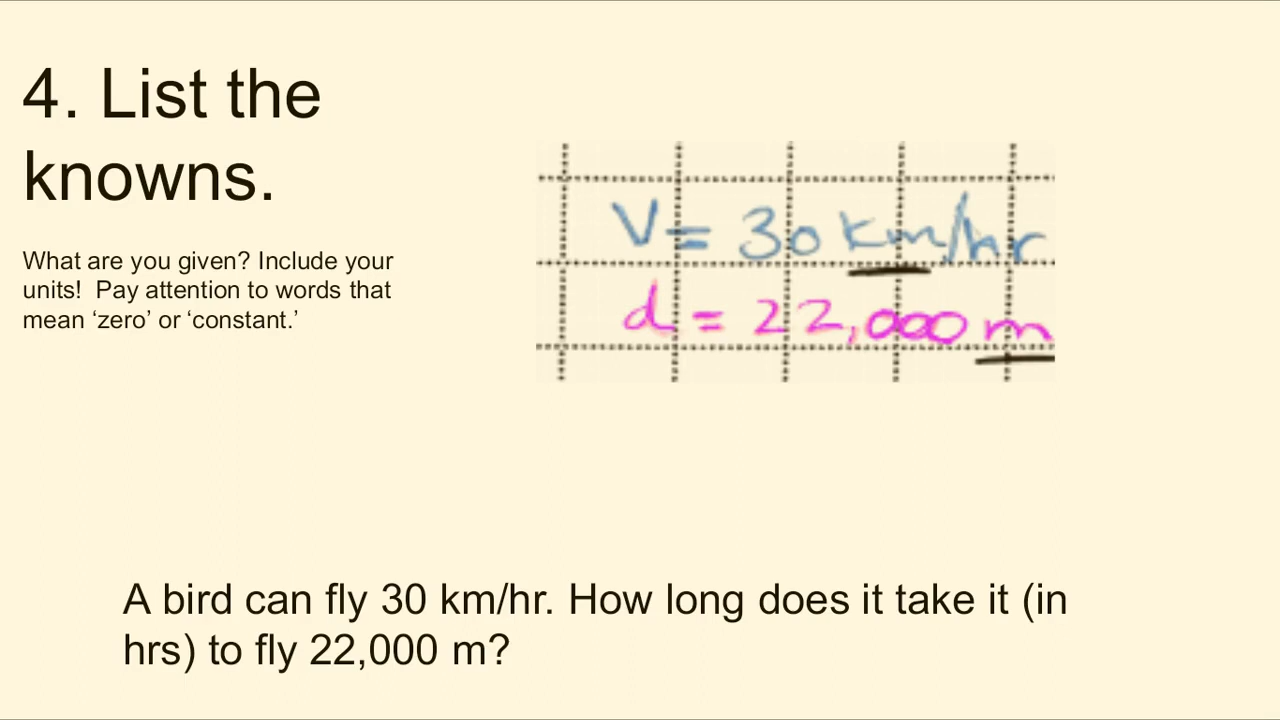 4. List the
knowns.
What are you given? Include your
units!  Pay attention to words that
mean ‘zero’ or ‘constant.’
V = 30 km/hr
d = 22,000 m
A bird can fly 30 km/hr. How long does it take it (in
hrs) to fly 22,000 m?